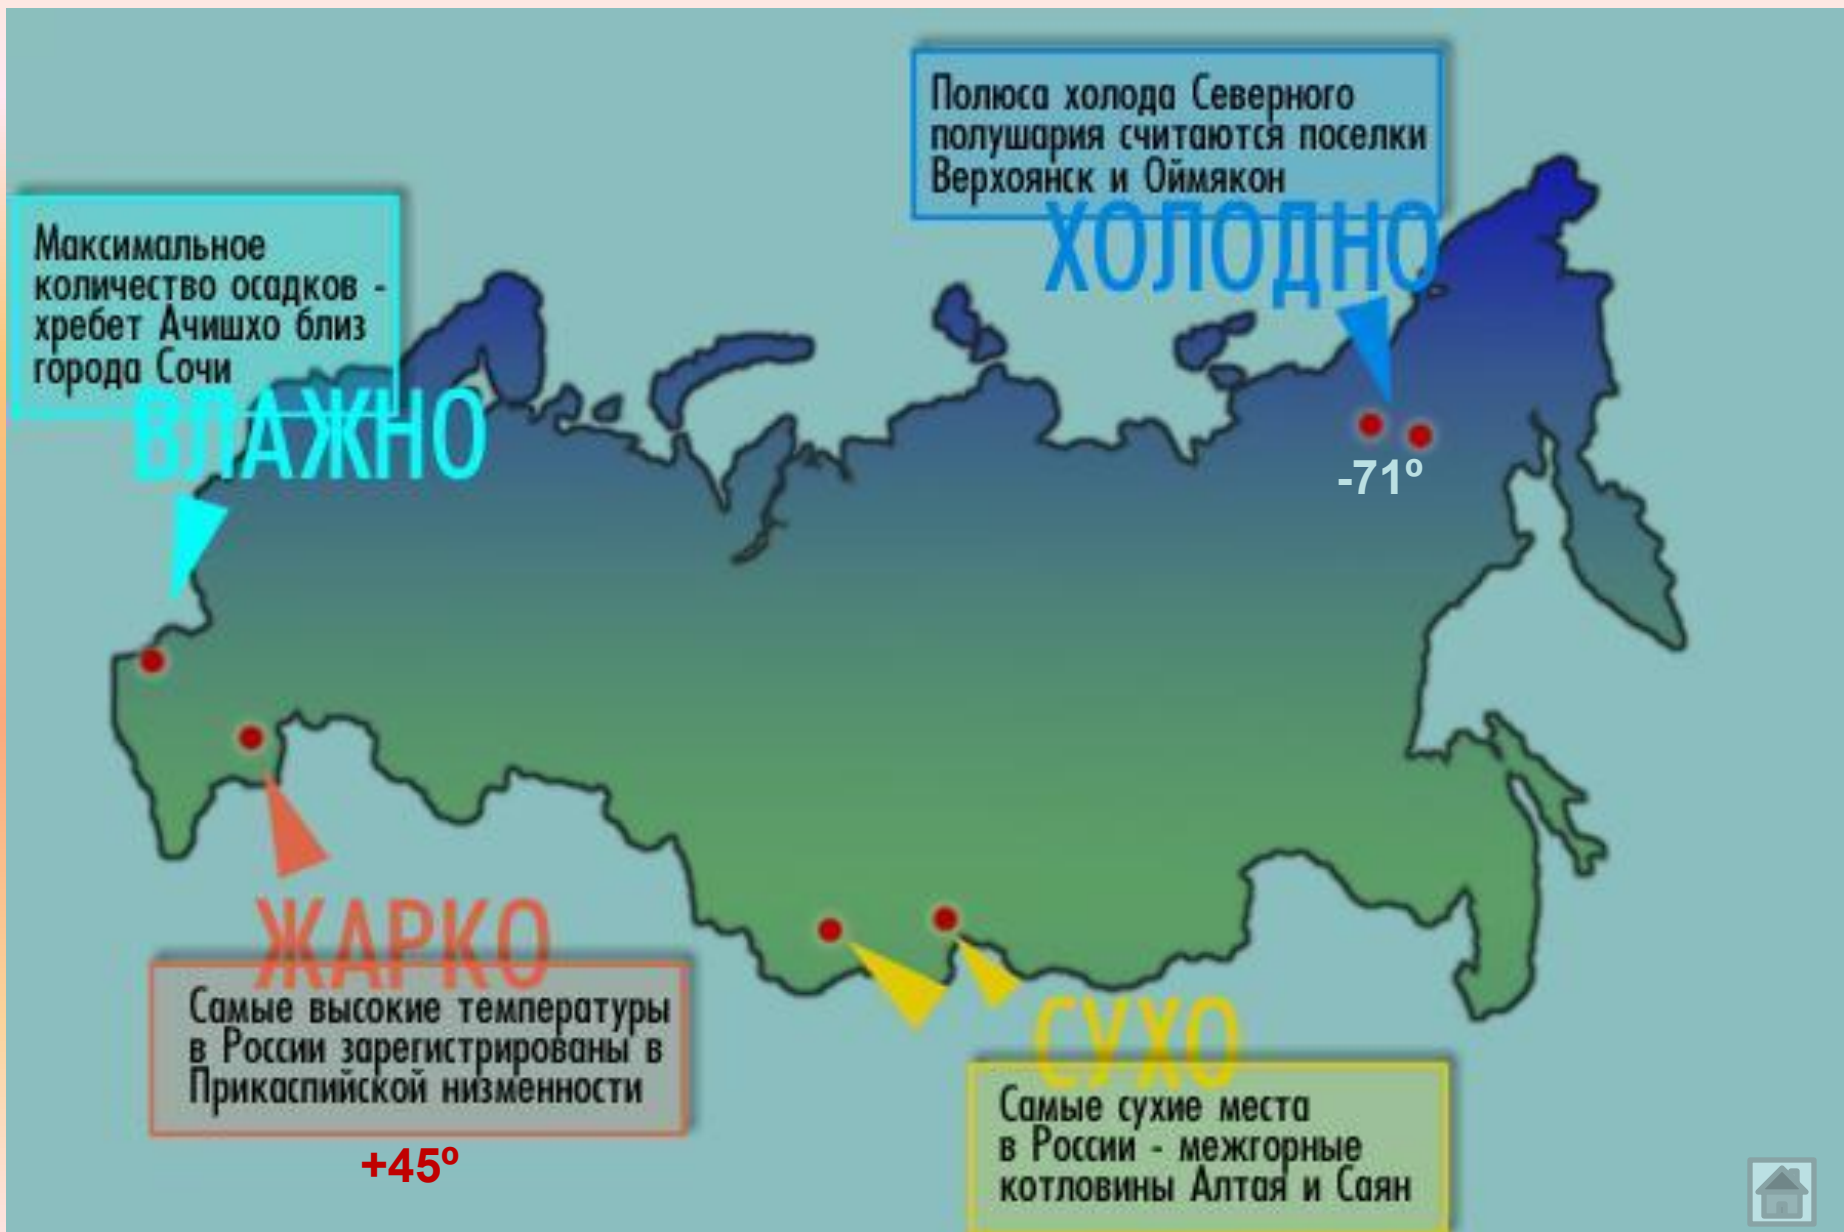 Полюса холода Северного
полушария считаются поселки
Верхоянск и Оймякон
ХОЛОДНО
-71º
Максимальное
количество осадков -
хребет Ачишхо близ
города Сочи
ВЛАЖНО
ЖАРКО
Самые высокие температуры
в России зарегистрированы в
Прикаспийской низменности
+45º
СУХО
Самые сухие места
в России - межгорные
котловины Алтая и Саян